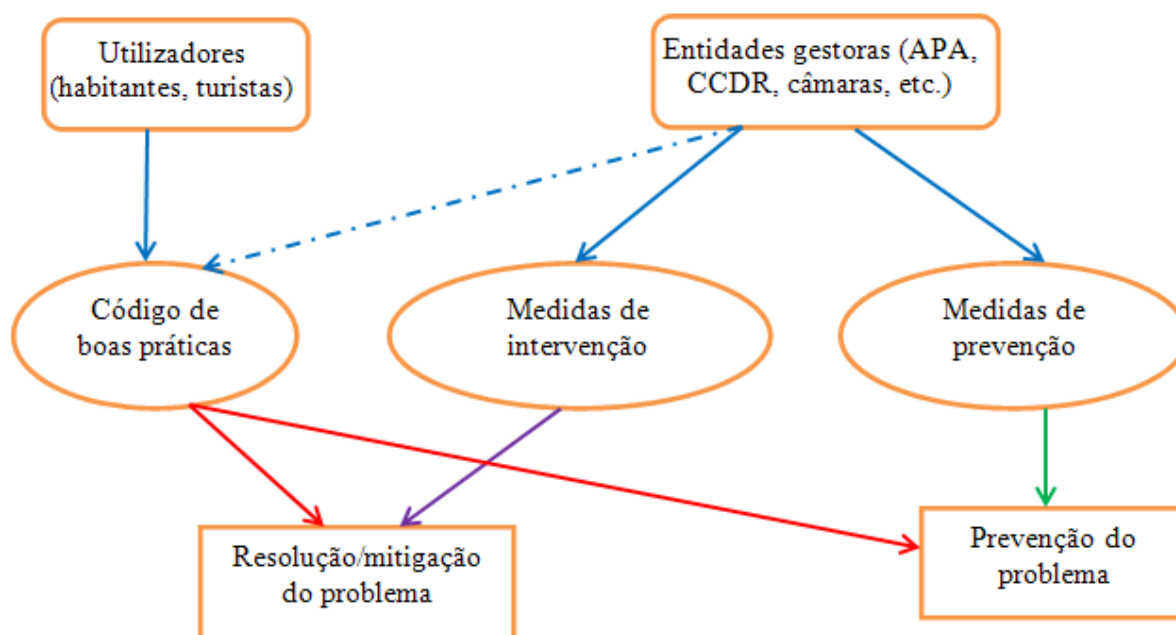 Utilizadores
(habitantes, turistas)
Entidades gestoras (APA,
CCDR, câmaras, etc.)
Código de
boas práticas
Medidas de
intervenção
Medidas de
prevenção
Resolução/mitigação
do problema
Prevenção do
problema